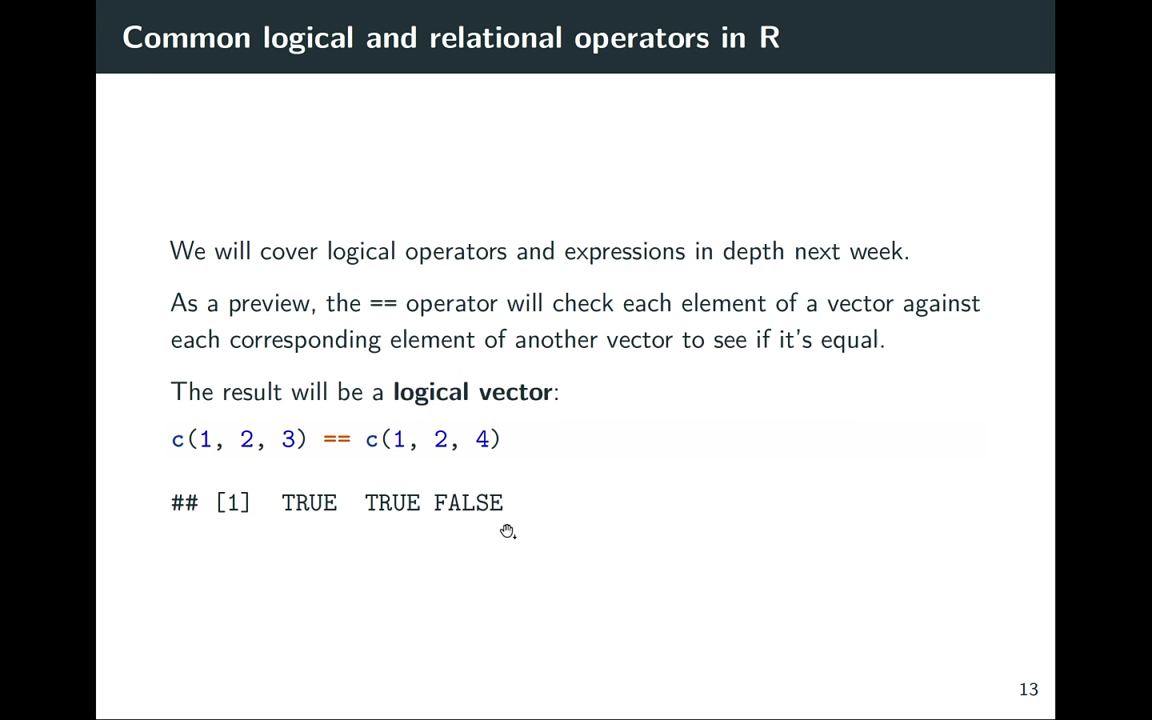 Common logical and relational operators in R
We will cover logical operators and expressions in depth next week.
As a preview, the == operator will check each element of a vector against
each corresponding element of another vector to see if it's equal.
The result will be a logical vector:
c(1, 2, 3) == c(1, 2, 4)
## [1]  TRUE  TRUE FALSE
13